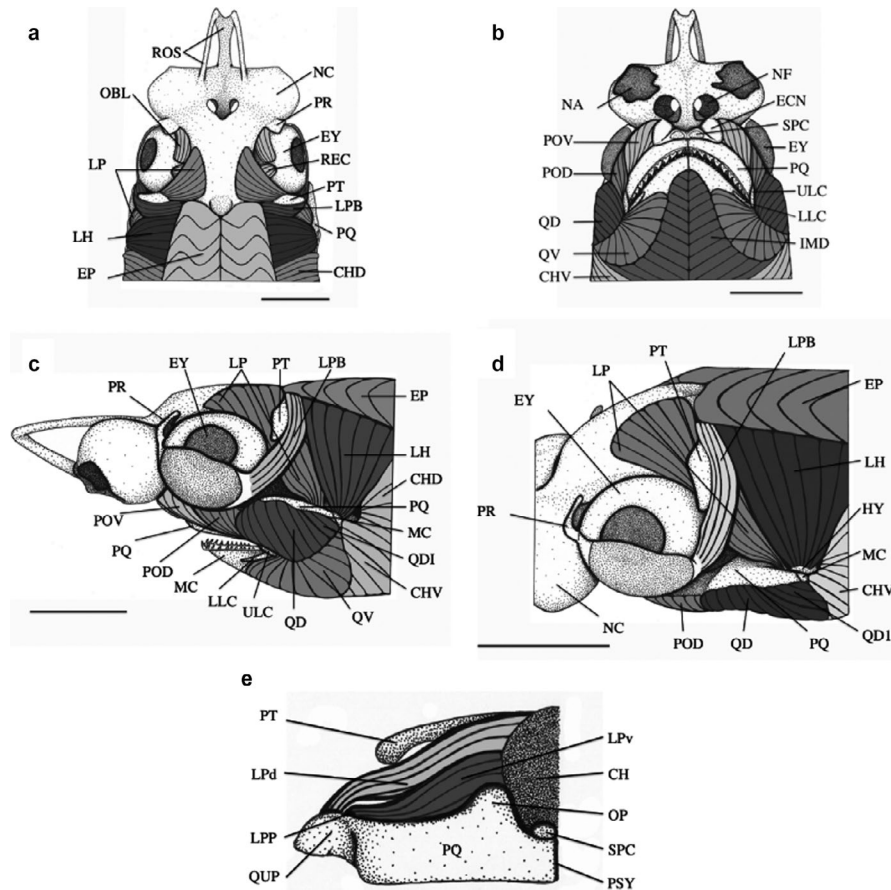 a
ROS
NC
OBL
PR
EY
LP
REC
PT
LPB
LH
PQ
EP
CHD
b
NF
NA
ECN
SPC
POV
EY
POD
PQ
ULC
QD
LLC
QV
IMD
CHV
c
EY
LP
PT
LPB
PR
EP
LH
CHD
POV
PQ
PQ
MC
POD
QDI
MC
LLC
CHV
ULC
QD
QV
d
LPB
PT
LP
EP
EY
LH
HY
PR
MC
CHV
NC
POD
QD
PQ
QD1
e
PT
LPv
LPd
CH
OP
LPP
PQ
SPC
QUP
PSY